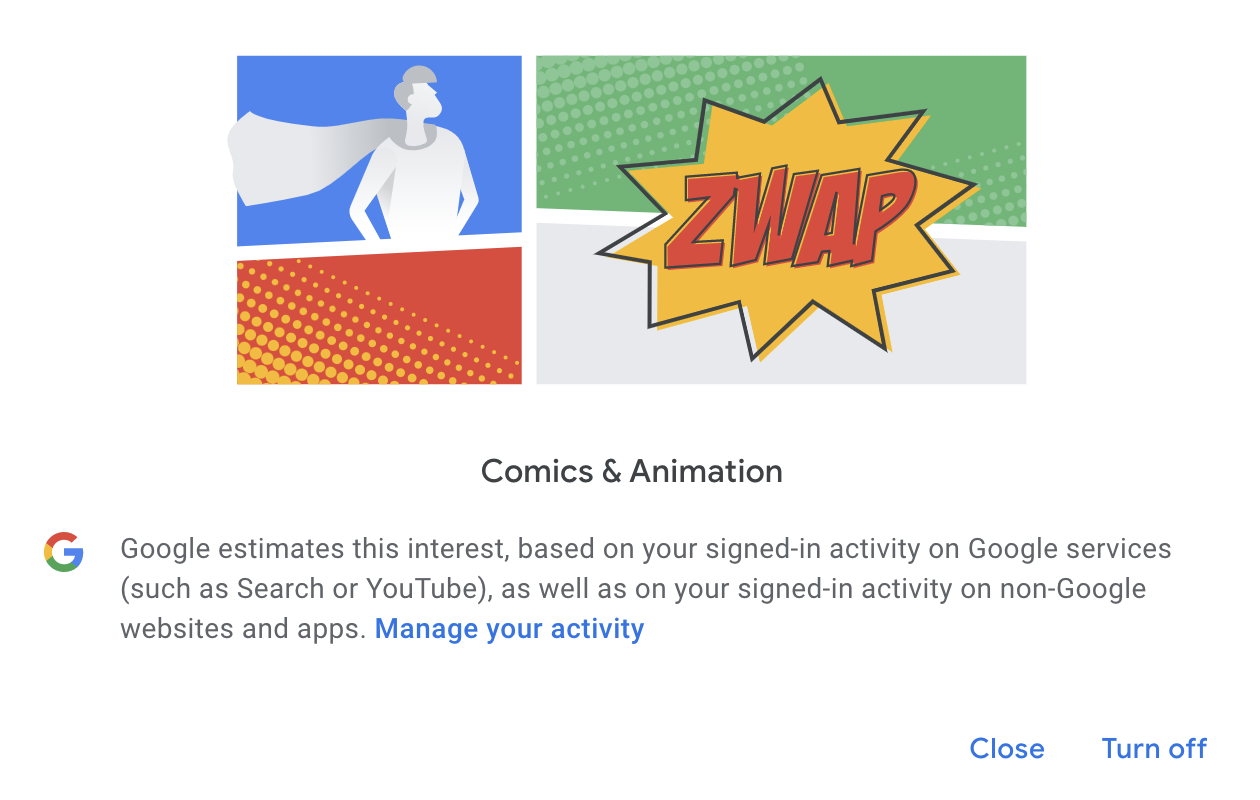 ZWAP
Comics & Animation
Google estimates this interest, based on your signed-in activity on Google services
(such as Search or YouTube), as well as on your signed-in activity on non-Google
websites and apps. Manage your activity
Close Turn off